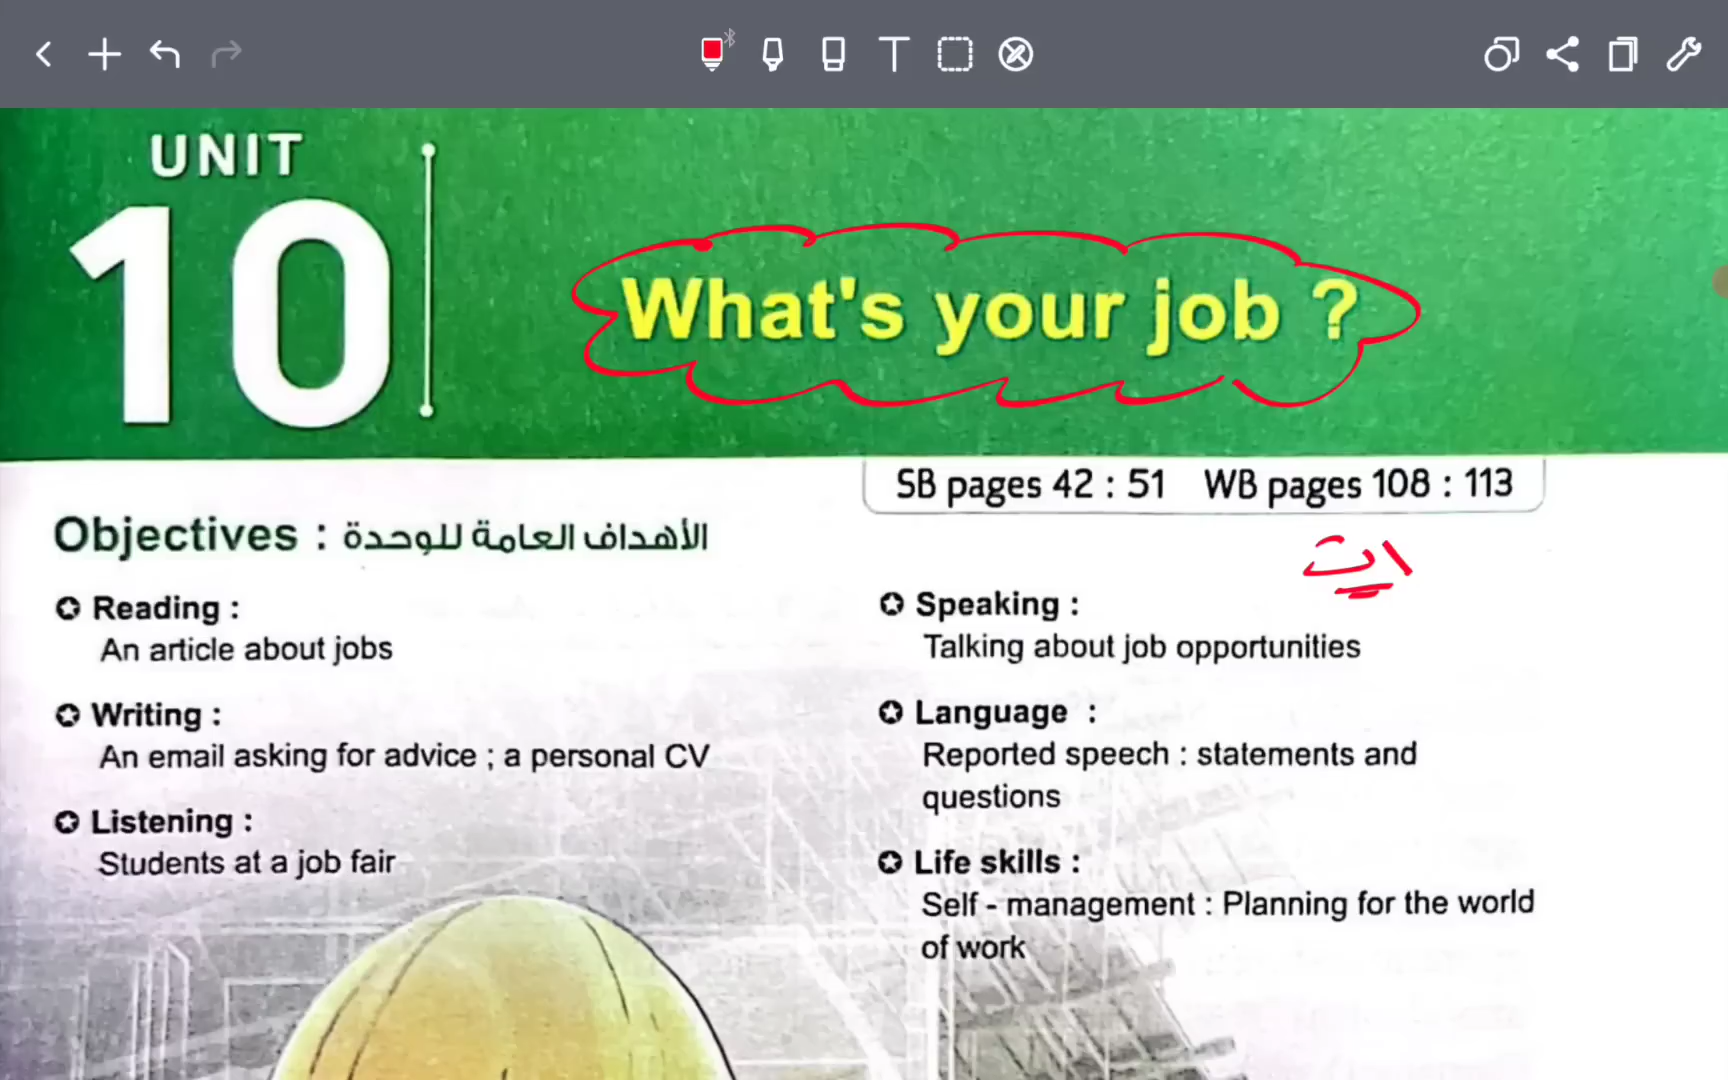 UNIT
10
What's your job ?
SB pages 42 : 51 WB pages 108 : 113
Objectives : الأهداف العامة للوحدة
✪ Reading :
An article about jobs
✪ Writing :
An email asking for advice ; a personal CV
✪ Listening :
Students at a job fair
✪ Speaking :
Talking about job opportunities
✪ Language :
Reported speech : statements and
questions
✪ Life skills :
Self - management : Planning for the world
of work